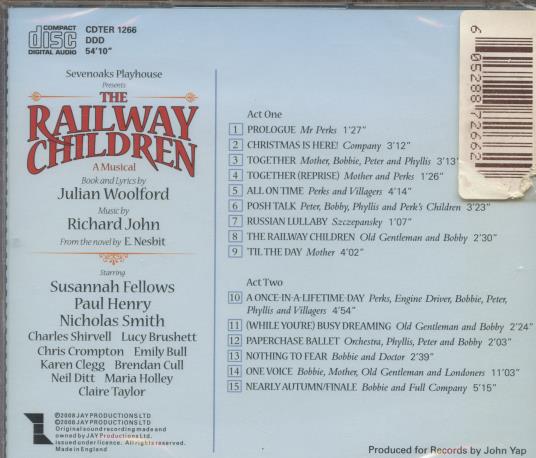 COMPACT
disc
DIGITAL AUDIO
CDTER 1266
DDD
54'10"
Sevenoaks Playhouse
Presents
THE
RAILWAY
CHILDREN
A Musical
Book and Lyrics by
Julian Woolford
Music by
Richard John
From the novel by E. Nesbit
Starring
Susannah Fellows
Paul Henry
Nicholas Smith
Charles Shirvell Lucy Brushett
Chris Crompton Emily Bull
Karen Clegg Brendan Cull
Neil Ditt Maria Holley
Claire Taylor
℗2008 JAY PRODUCTIONS LTD
©2008 JAY PRODUCTIONS LTD
Original sound recording made and
owned by JAY Productions Ltd.
issued under licence. All rights reserved.
Made in England
Act One
1 PROLOGUE Mr Perks 1'27"
2 CHRISTMAS IS HERE! Company 3'12"
3 TOGETHER Mother, Bobbie, Peter and Phyllis 3'13"
4 TOGETHER (REPRISE) Mother and Perks 1'26"
5 ALL ON TIME Perks and Villagers 4'14"
6 POSH TALK Peter, Bobby, Phyllis and Perk's Children 3'23"
7 RUSSIAN LULLABY Szczepansky 1'07"
8 THE RAILWAY CHILDREN Old Gentleman and Bobby 2'30"
9 'TIL THE DAY Mother 4'02"
Act Two
10 A ONCE-IN-A-LIFETIME-DAY Perks, Engine Driver, Bobbie, Peter,
Phyllis and Villagers 4'54"
11 (WHILE YOU'RE) BUSY DREAMING Old Gentleman and Bobby 2'24"
12 PAPERCHASE BALLET Orchestra, Phyllis, Peter and Bobby 2'03"
13 NOTHING TO FEAR Bobbie and Doctor 2'39"
14 ONE VOICE Bobbie, Mother, Old Gentleman and Londoners 11'03"
15 NEARLY AUTUMN/FINALE Bobbie and Full Company 5'15"
Produced for Records by John Yap
6 05288 72662